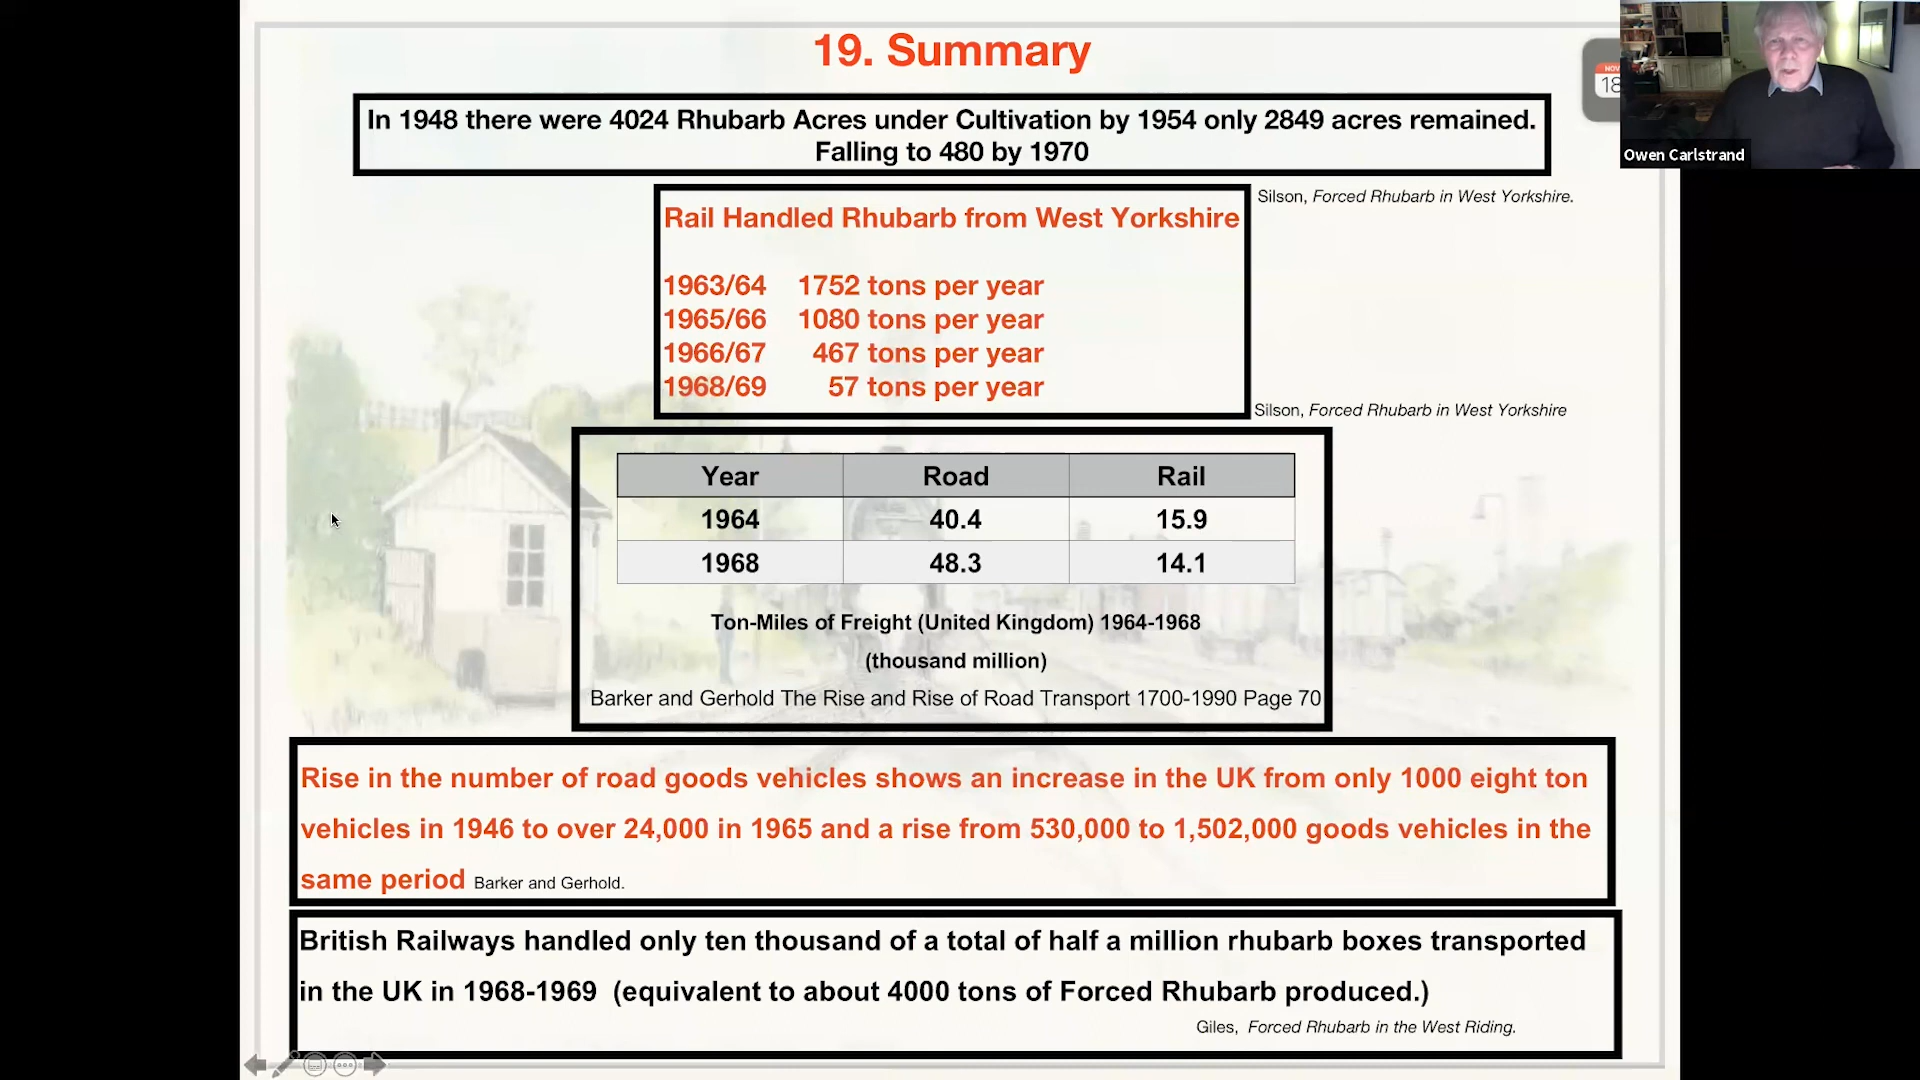 19. Summary
In 1948 there were 4024 Rhubarb Acres under Cultivation by 1954 only 2849 acres remained.
Falling to 480 by 1970
Silson, Forced Rhubarb in West Yorkshire.
Rail Handled Rhubarb from West Yorkshire
1963/64 1752 tons per year
1965/66 1080 tons per year
1966/67 467 tons per year
1968/69 57 tons per year
Silson, Forced Rhubarb in West Yorkshire
Year Road Rail
1964 40.4 15.9
1968 48.3 14.1
Ton-Miles of Freight (United Kingdom) 1964-1968
(thousand million)
Barker and Gerhold The Rise and Rise of Road Transport 1700-1990 Page 70
Rise in the number of road goods vehicles shows an increase in the UK from only 1000 eight ton
vehicles in 1946 to over 24,000 in 1965 and a rise from 530,000 to 1,502,000 goods vehicles in the
same period Barker and Gerhold.
British Railways handled only ten thousand of a total of half a million rhubarb boxes transported
in the UK in 1968-1969 (equivalent to about 4000 tons of Forced Rhubarb produced.)
Giles, Forced Rhubarb in the West Riding.
NOV
18
Owen Carlstrand